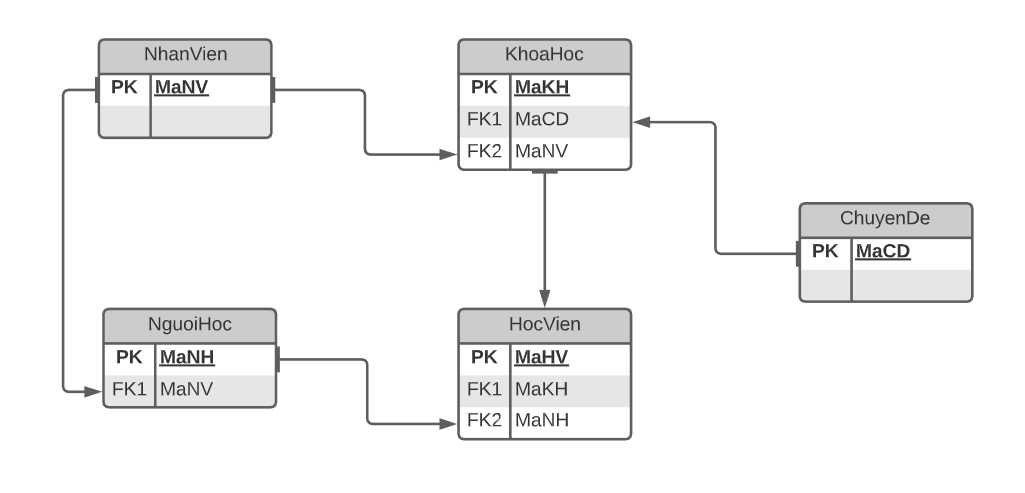 NhanVien
PK MaNV
KhoaHoc
PK MaKH
FK1 MaCD
FK2 MaNV
ChuyenDe
PK MaCD
NguoiHoc
PK MaNH
FK1 MaNV
HocVien
PK MaHV
FK1 MaKH
FK2 MaNH